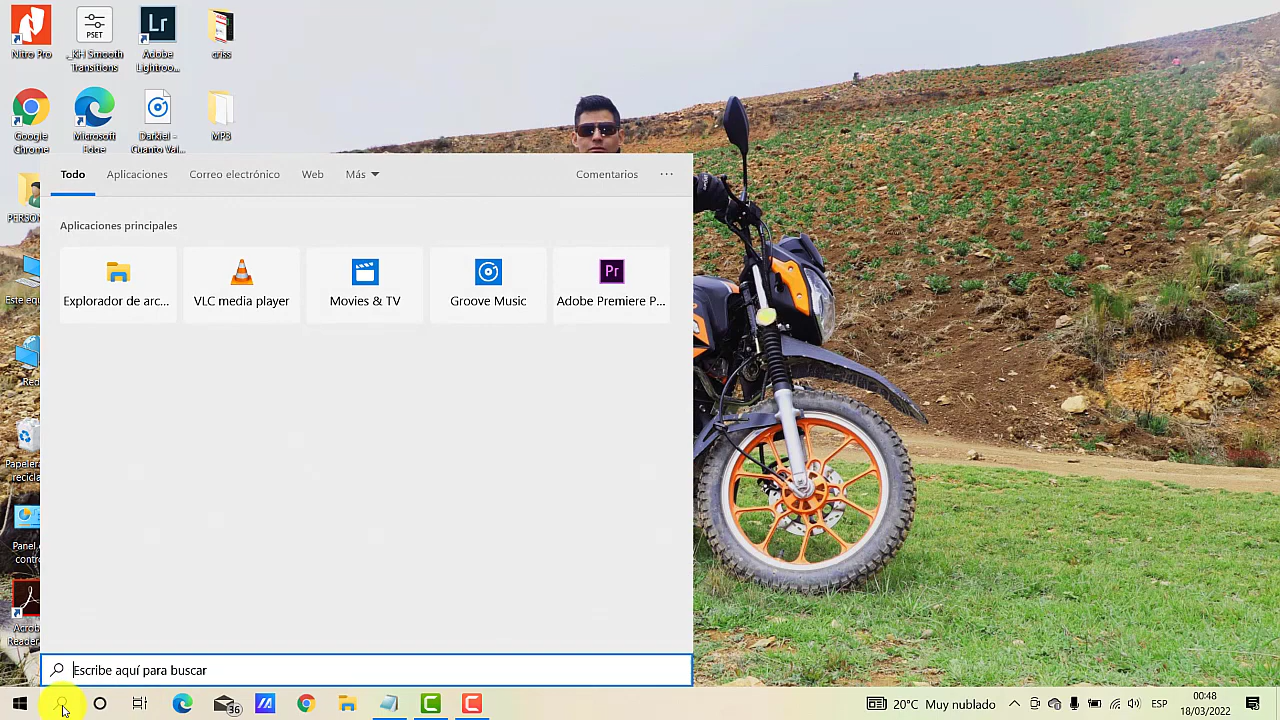 Nitro Pro
PSET
_KH Smooth
Transitions
Lr
Adobe
Lightroo...
criss
Google
Chrome
Microsoft
Edge
Darkiel -
Cuanto Val...
MP3
Todo
Aplicaciones
Correo electrónico
Web
Más
Comentarios
Aplicaciones principales
Explorador de arc...
VLC media player
Movies & TV
Groove Music
Pr
Adobe Premiere P...
Red
Escribe aquí para buscar
36
20°C Muy nublado
ESP
00:48
18/03/2022